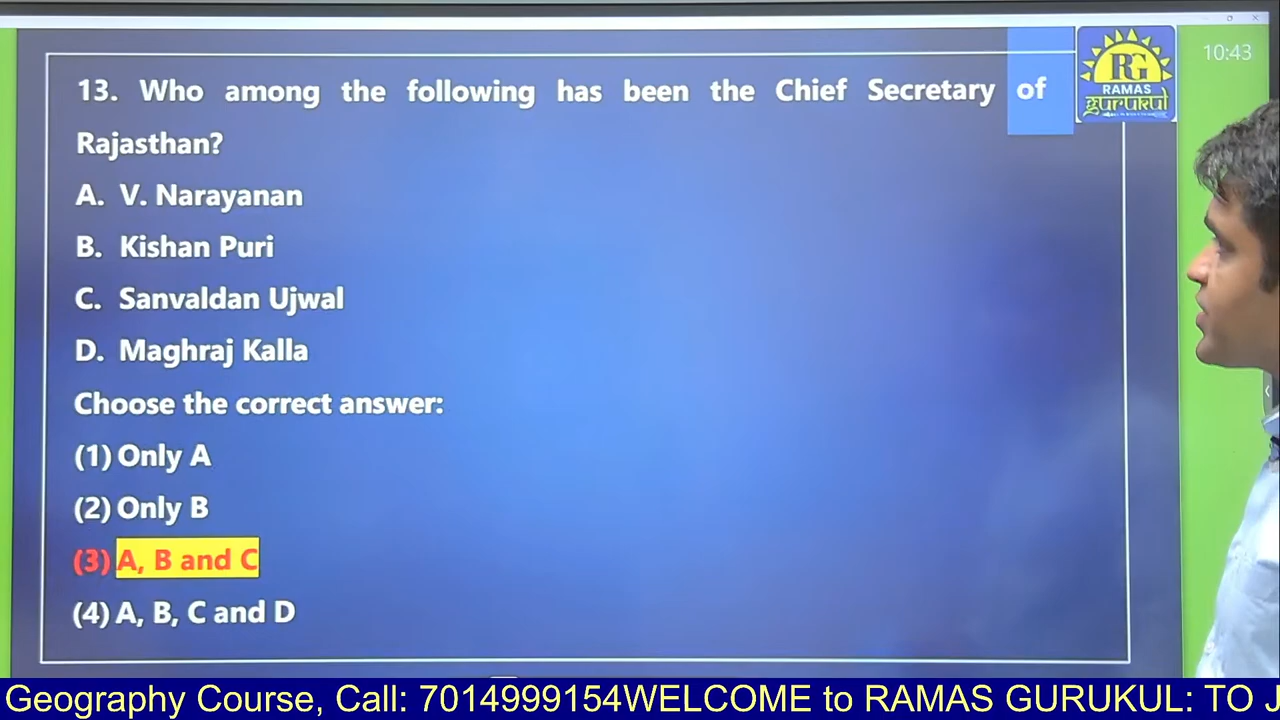 10:43
RG
RAMAS
gurukul
13. Who among the following has been the Chief Secretary of
Rajasthan?
A. V. Narayanan
B. Kishan Puri
C. Sanvaldan Ujwal
D. Maghraj Kalla
Choose the correct answer:
(1) Only A
(2) Only B
(3) A, B and C
(4) A, B, C and D
Geography Course, Call: 7014999154WELCOME to RAMAS GURUKUL: TO J